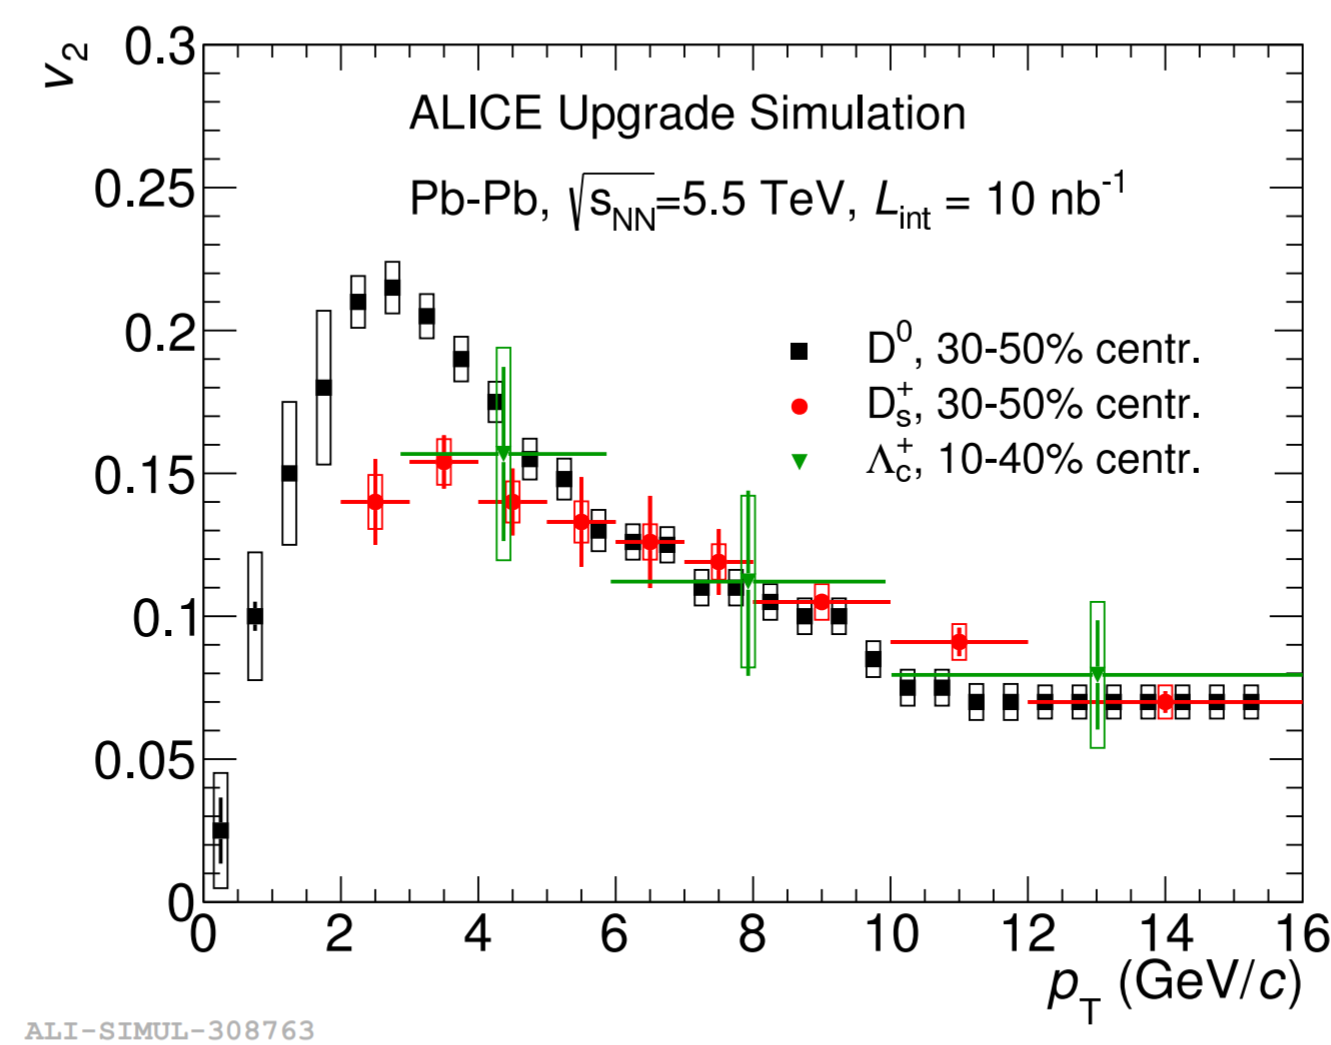 v₂
0.3
0.25
0.2
0.15
0.1
0.05
0
ALICE Upgrade Simulation
Pb-Pb, √sNN=5.5 TeV, Lint = 10 nb⁻¹
D⁰, 30-50% centr.
Ds⁺, 30-50% centr.
Λc⁺, 10-40% centr.
0 2 4 6 8 10 12 14 16
pT (GeV/c)
ALI-SIMUL-308763